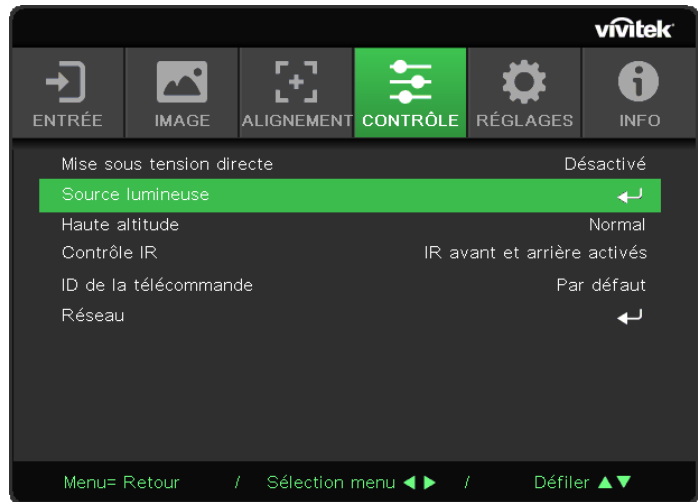 vivitek
ENTRÉE IMAGE ALIGNEMENT CONTRÔLE RÉGLAGES INFO
Mise sous tension directe Désactivé
Source lumineuse
Haute altitude Normal
Contrôle IR IR avant et arrière activés
ID de la télécommande Par défaut
Réseau
Menu= Retour / Sélection menu ◀ ▶ / Défiler ▲▼